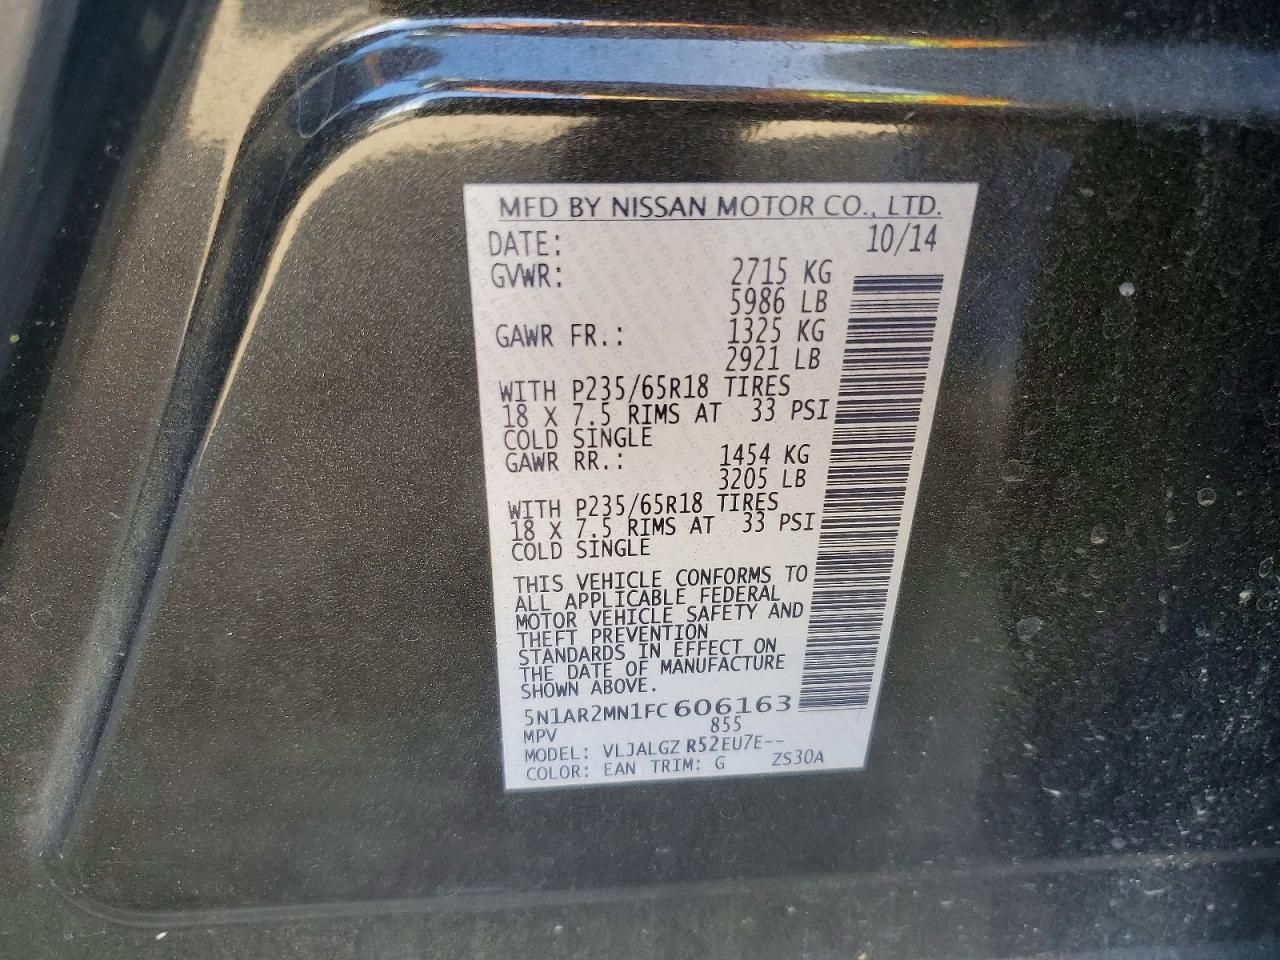 MFD BY NISSAN MOTOR CO., LTD.
DATE: 10/14
GVWR: 2715 KG
5986 LB
GAWR FR.: 1325 KG
2921 LB
WITH P235/65R18 TIRES
18 X 7.5 RIMS AT 33 PSI
COLD SINGLE
GAWR RR.: 1454 KG
3205 LB
WITH P235/65R18 TIRES
18 X 7.5 RIMS AT 33 PSI
COLD SINGLE
THIS VEHICLE CONFORMS TO
ALL APPLICABLE FEDERAL
MOTOR VEHICLE SAFETY AND
THEFT PREVENTION
STANDARDS IN EFFECT ON
THE DATE OF MANUFACTURE
SHOWN ABOVE.
5N1AR2MN1FC606163
MPV 855
MODEL: VLJALGZ R52EU7E--
COLOR: EAN TRIM: G ZS30A